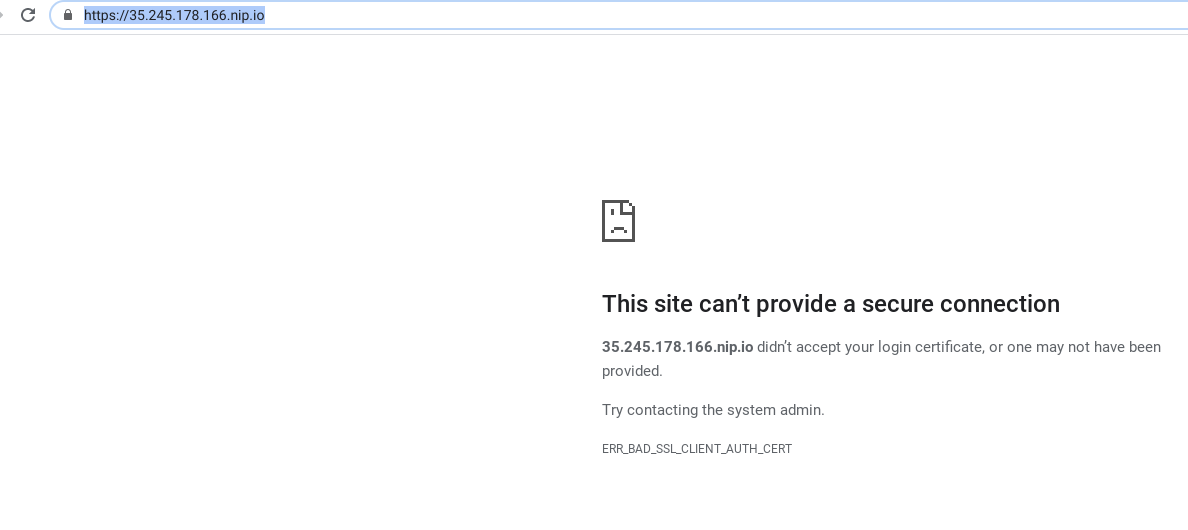 https://35.245.178.166.nip.io
This site can’t provide a secure connection
35.245.178.166.nip.io didn’t accept your login certificate, or one may not have been
provided.
Try contacting the system admin.
ERR_BAD_SSL_CLIENT_AUTH_CERT